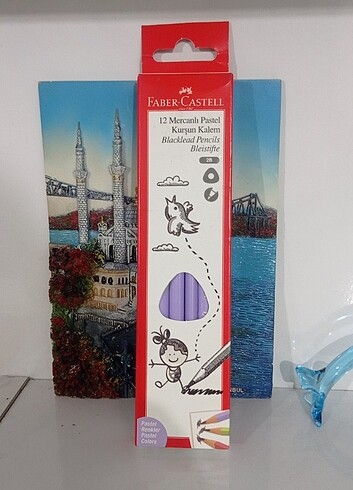 FABER-CASTELL
12 Mercanlı Pastel
Kurşun Kalem
Blacklead Pencils
Bleistifte
2B
Pastel
Renkler
Pastel
Colors